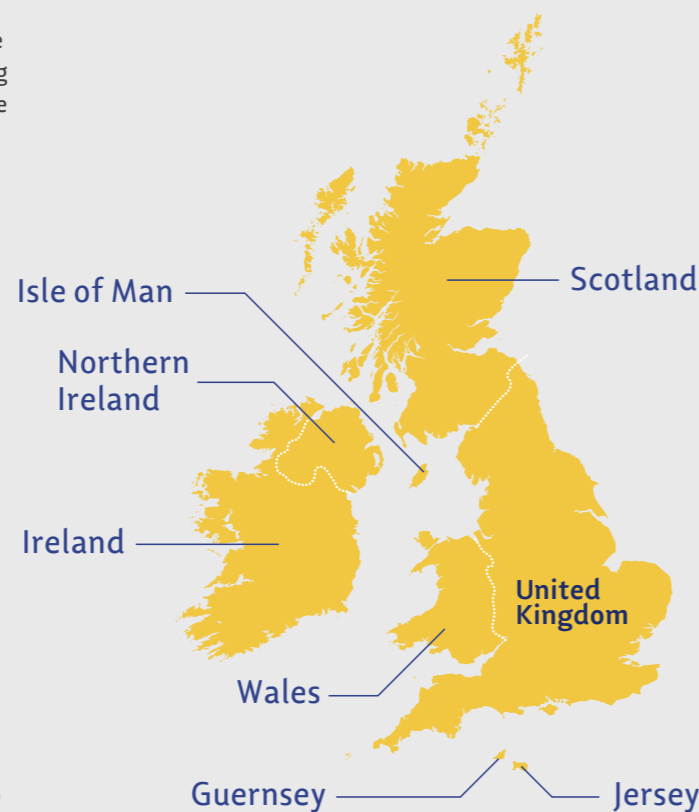 Scotland
Isle of Man
Northern
Ireland
Ireland
United
Kingdom
Wales
Guernsey
Jersey